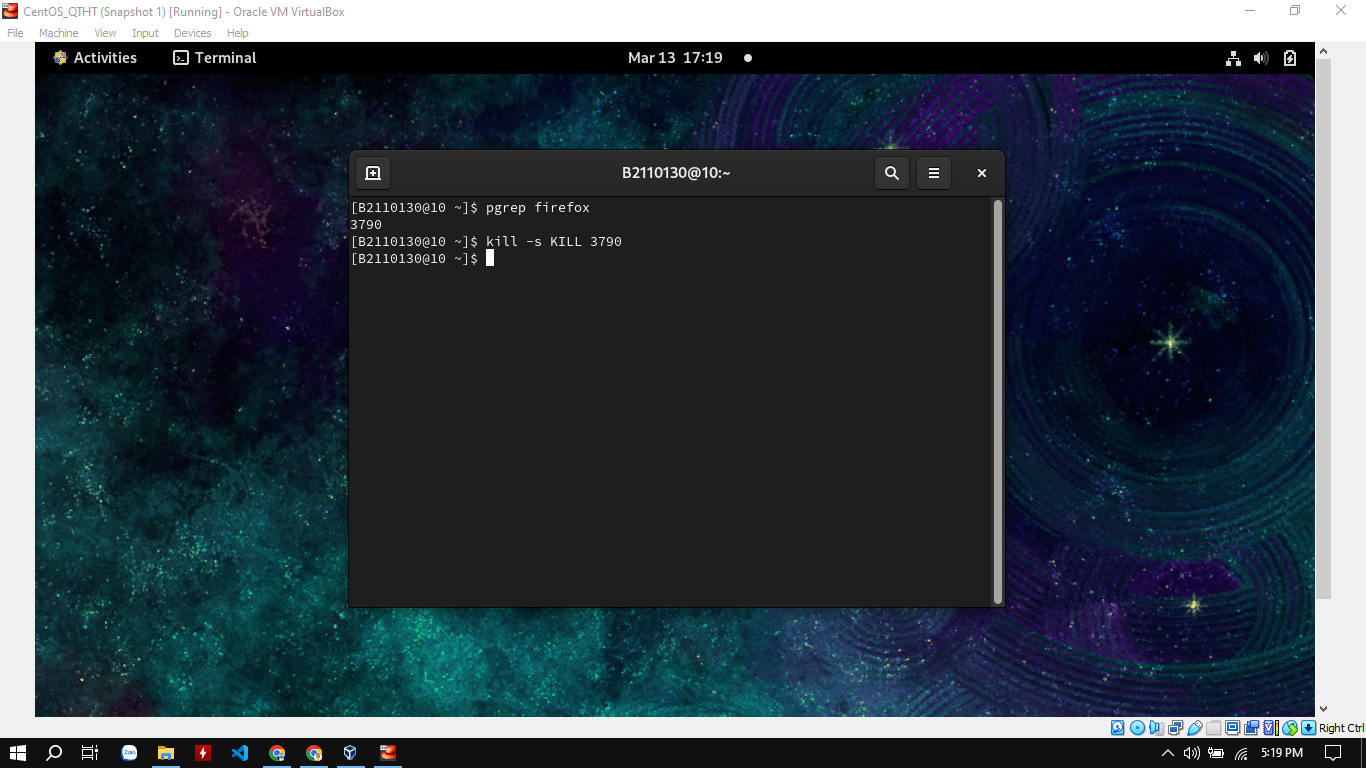 CentOS_QTHT (Snapshot 1) [Running] - Oracle VM VirtualBox
File Machine View Input Devices Help
Activities Terminal Mar 13 17:19
B2110130@10:~
[B2110130@10 ~]$ pgrep firefox
3790
[B2110130@10 ~]$ kill -s KILL 3790
[B2110130@10 ~]$
Right Ctrl
Zalo
5:19 PM